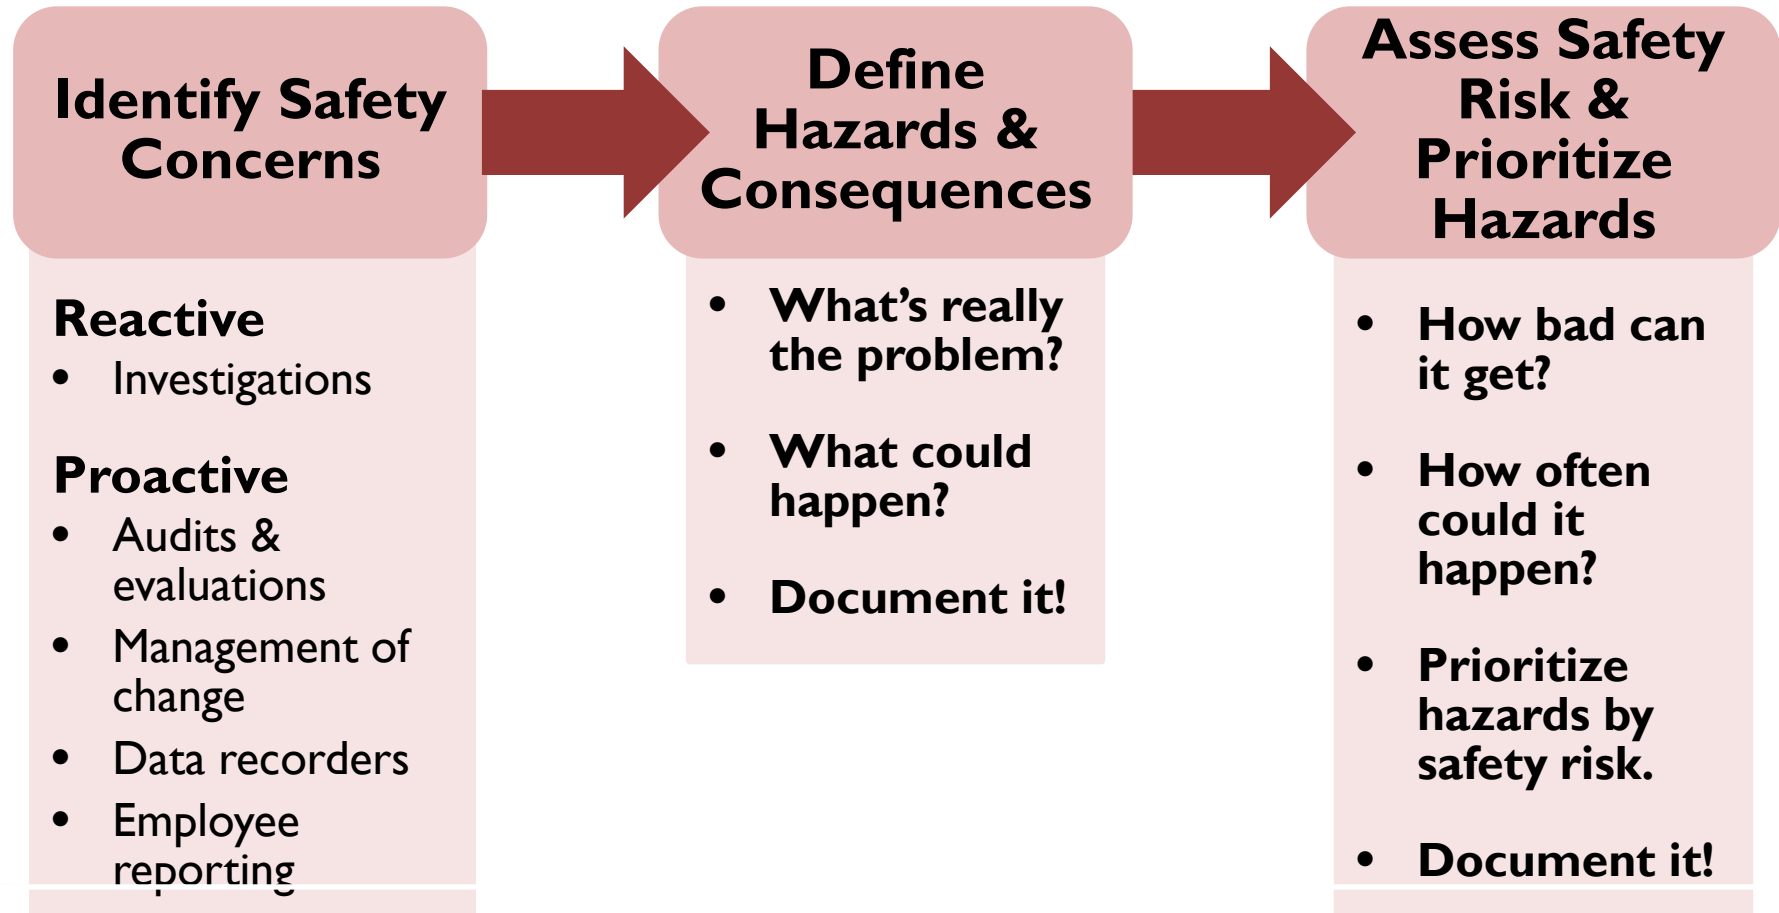 Identify Safety
Concerns
Reactive
• Investigations
Proactive
• Audits &
evaluations
• Management of
change
• Data recorders
• Employee
reporting
Define
Hazards &
Consequences
• What’s really
the problem?
• What could
happen?
• Document it!
Assess Safety
Risk &
Prioritize
Hazards
• How bad can
it get?
• How often
could it
happen?
• Prioritize
hazards by
safety risk.
• Document it!